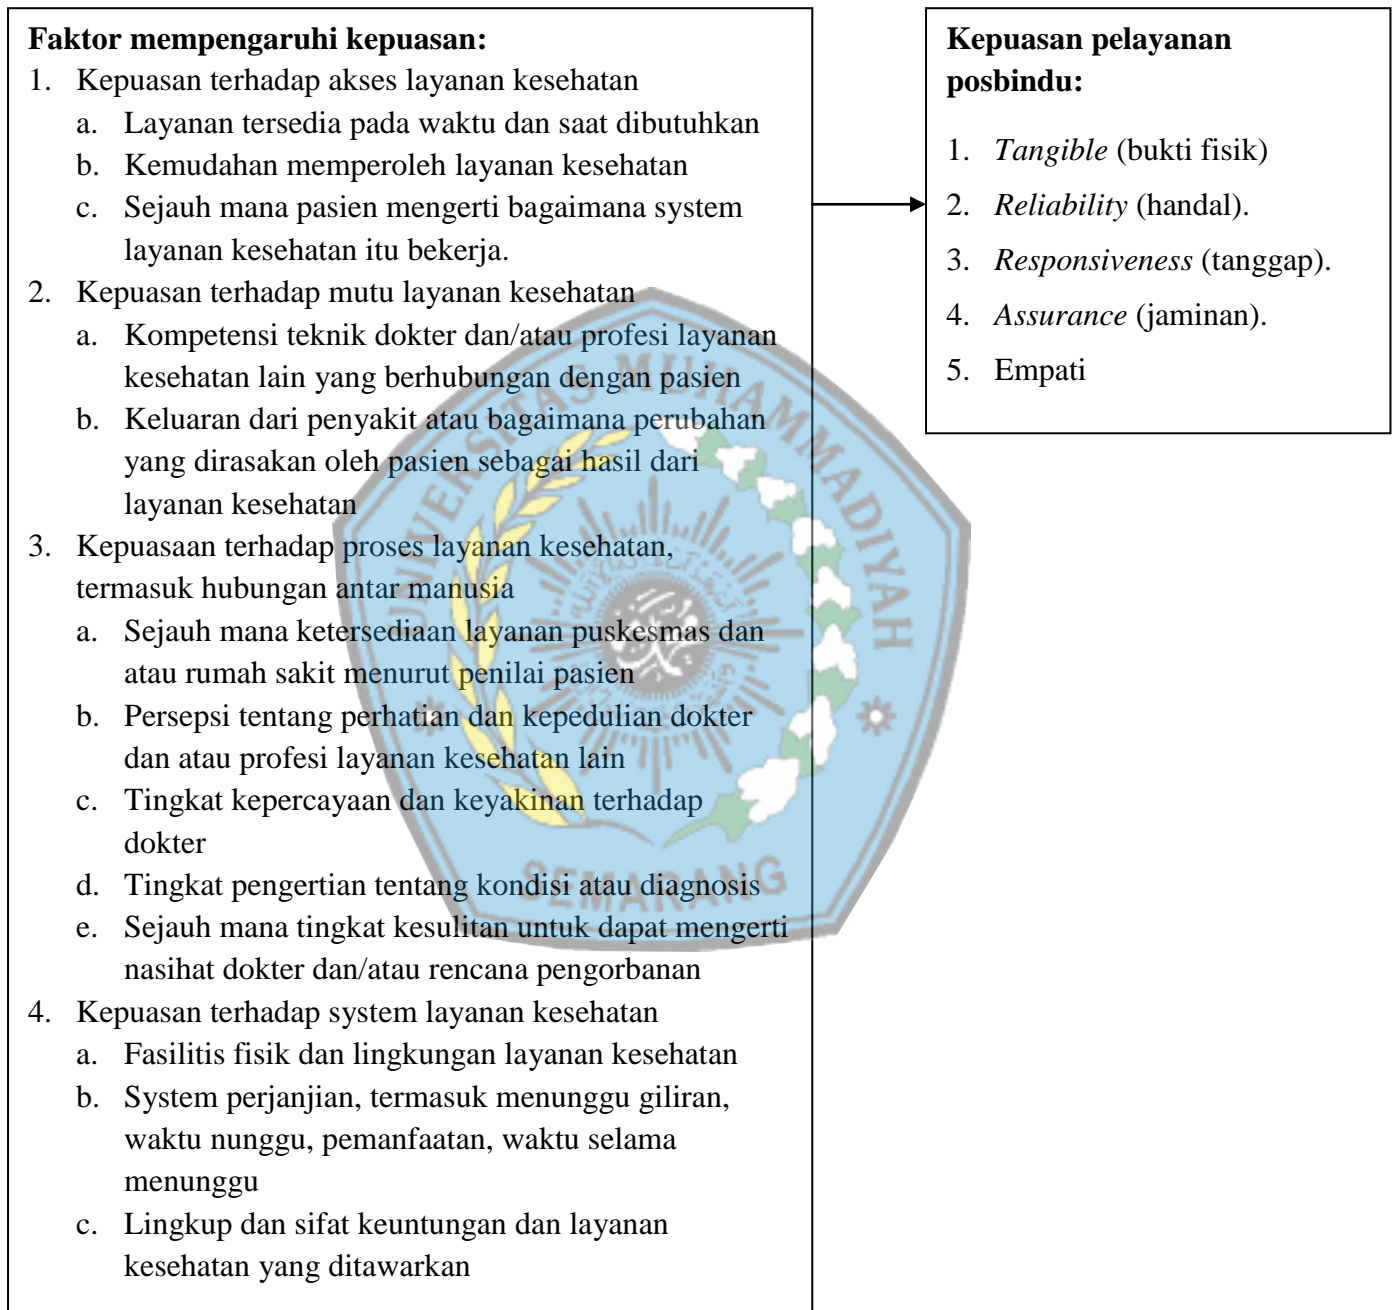 Faktor mempengaruhi kepuasan:
1. Kepuasan terhadap akses layanan kesehatan
a. Layanan tersedia pada waktu dan saat dibutuhkan
b. Kemudahan memperoleh layanan kesehatan
c. Sejauh mana pasien mengerti bagaimana system
layanan kesehatan itu bekerja.
2. Kepuasan terhadap mutu layanan kesehatan
a. Kompetensi teknik dokter dan/atau profesi layanan
kesehatan lain yang berhubungan dengan pasien
b. Keluaran dari penyakit atau bagaimana perubahan
yang dirasakan oleh pasien sebagai hasil dari
layanan kesehatan
3. Kepuasaan terhadap proses layanan kesehatan,
termasuk hubungan antar manusia
a. Sejauh mana ketersediaan layanan puskesmas dan
atau rumah sakit menurut penilai pasien
b. Persepsi tentang perhatian dan kepedulian dokter
dan atau profesi layanan kesehatan lain
c. Tingkat kepercayaan dan keyakinan terhadap
dokter
d. Tingkat pengertian tentang kondisi atau diagnosis
e. Sejauh mana tingkat kesulitan untuk dapat mengerti
nasihat dokter dan/atau rencana pengorbanan
4. Kepuasan terhadap system layanan kesehatan
a. Fasilitis fisik dan lingkungan layanan kesehatan
b. System perjanjian, termasuk menunggu giliran,
waktu nunggu, pemanfaatan, waktu selama
menunggu
c. Lingkup dan sifat keuntungan dan layanan
kesehatan yang ditawarkan
Kepuasan pelayanan
posbindu:
1. Tangible (bukti fisik)
2. Reliability (handal).
3. Responsiveness (tanggap).
4. Assurance (jaminan).
5. Empati
UNIVERSITAS MUHAMMADIYAH
SEMARANG